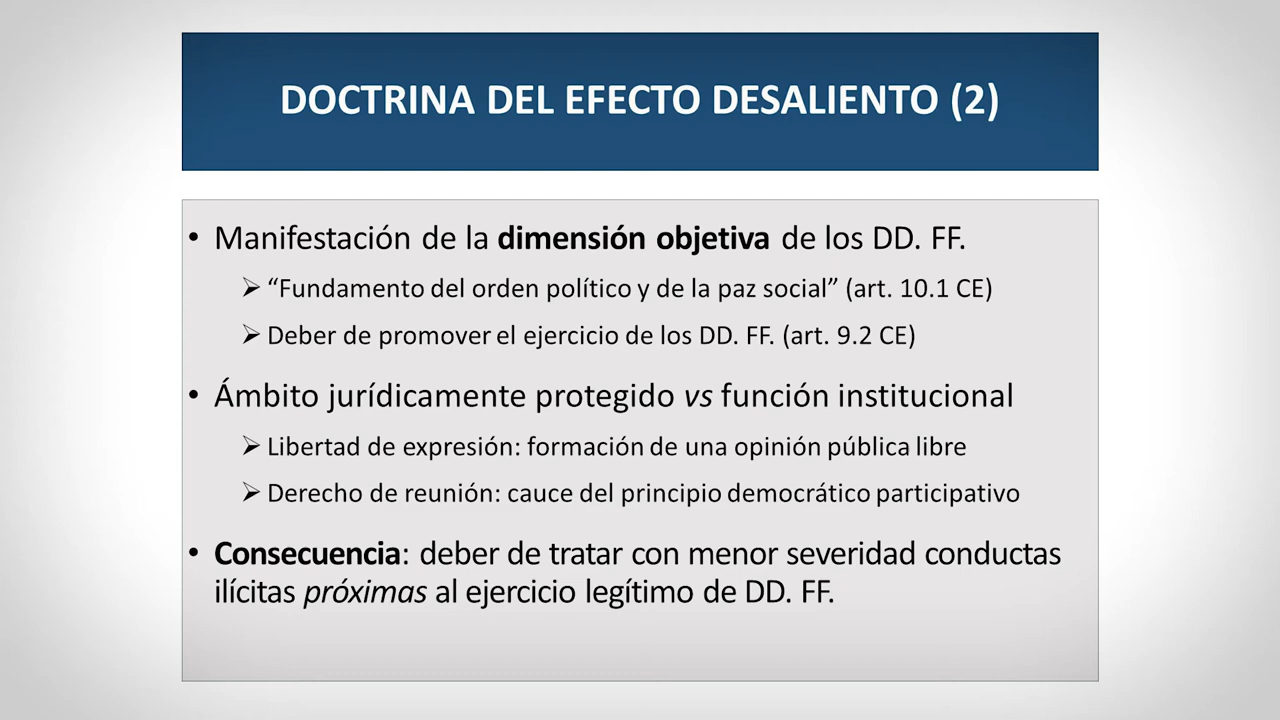 DOCTRINA DEL EFECTO DESALIENTO (2)
• Manifestación de la dimensión objetiva de los DD. FF.
➢ “Fundamento del orden político y de la paz social” (art. 10.1 CE)
➢ Deber de promover el ejercicio de los DD. FF. (art. 9.2 CE)
• Ámbito jurídicamente protegido vs función institucional
➢ Libertad de expresión: formación de una opinión pública libre
➢ Derecho de reunión: cauce del principio democrático participativo
• Consecuencia: deber de tratar con menor severidad conductas
ilícitas próximas al ejercicio legítimo de DD. FF.